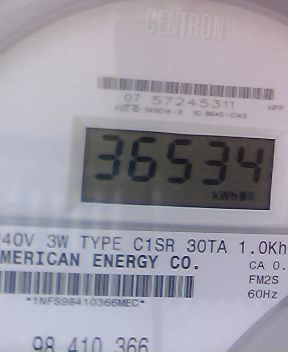 CENTRON®
07 57245311
36534
kWh
40V 3W TYPE C1SR 30TA 1.0Kh
MERICAN ENERGY CO.
CA 0.
FM2S
*1NFS98410366MEC*
60Hz
98 410 366